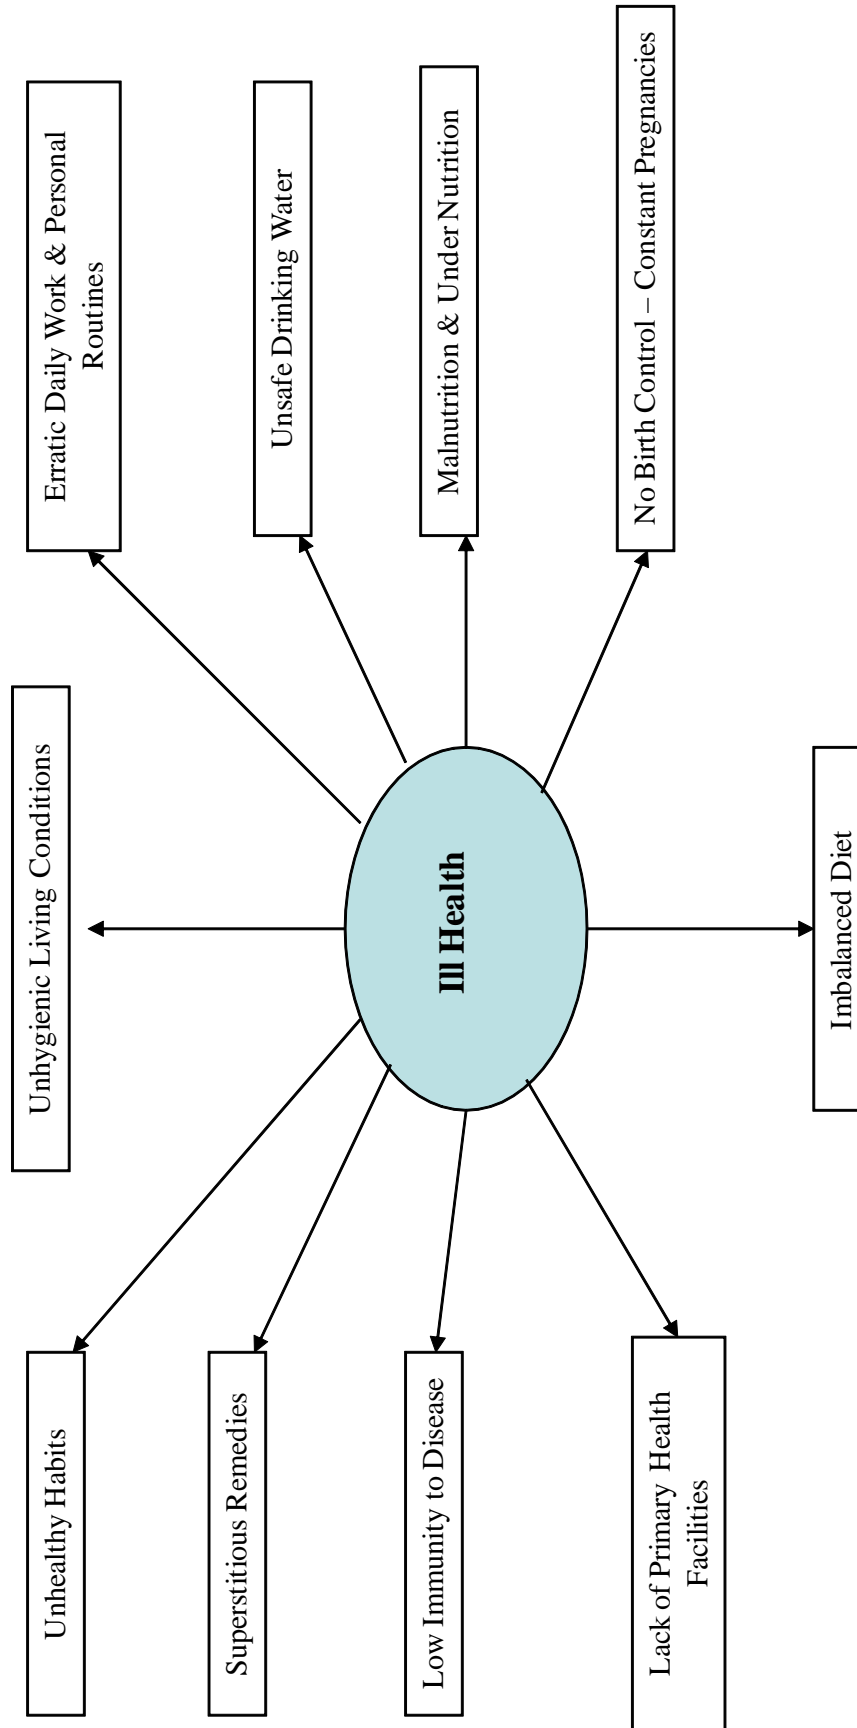 Unhygienic Living Conditions
Unhealthy Habits
Erratic Daily Work & Personal
Routines
Superstitious Remedies
Unsafe Drinking Water
Ill Health
Low Immunity to Disease
Malnutrition & Under Nutrition
Lack of Primary Health
Facilities
No Birth Control – Constant Pregnancies
Imbalanced Diet